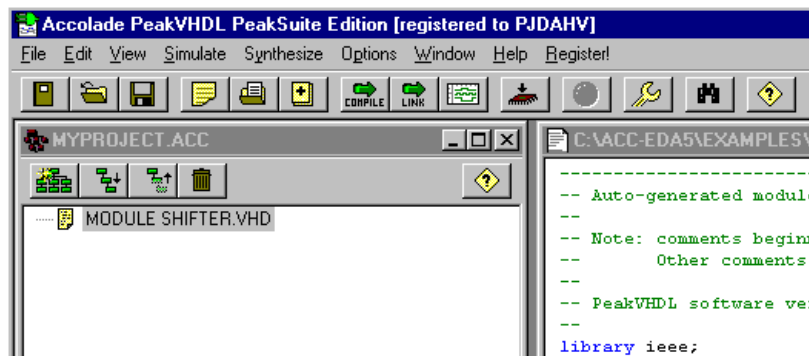 Accolade PeakVHDL PeakSuite Edition [registered to PJDAHV]
File Edit View Simulate Synthesize Options Window Help Register!
COMPILE LINK
MYPROJECT.ACC
MODULE SHIFTER.VHD
C:\ACC-EDA5\EXAMPLES\
--------------------------
-- Auto-generated modul
--
-- Note: comments begin
-- Other comments
--
-- PeakVHDL software ve
--
library ieee;